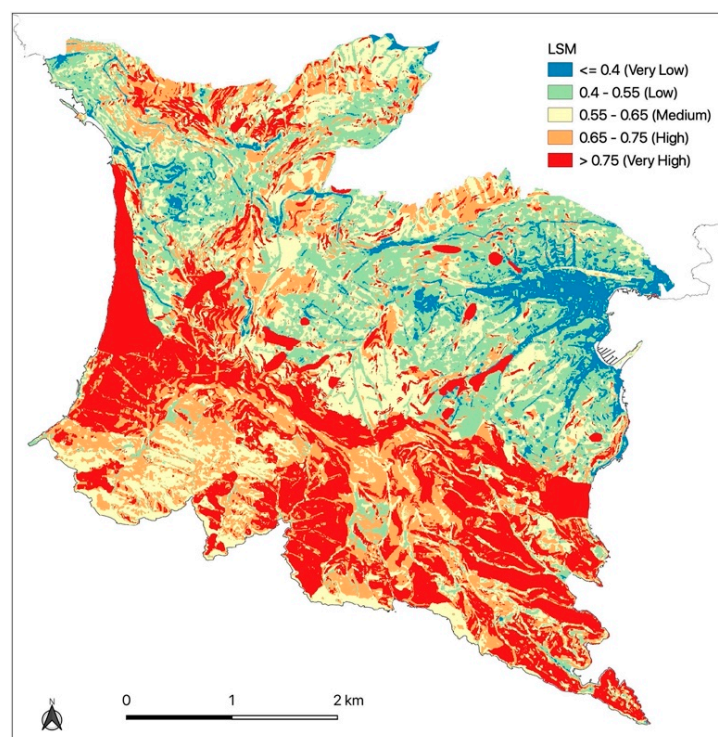 LSM
<= 0.4 (Very Low)
0.4 - 0.55 (Low)
0.55 - 0.65 (Medium)
0.65 - 0.75 (High)
> 0.75 (Very High)
N
0 1 2 km